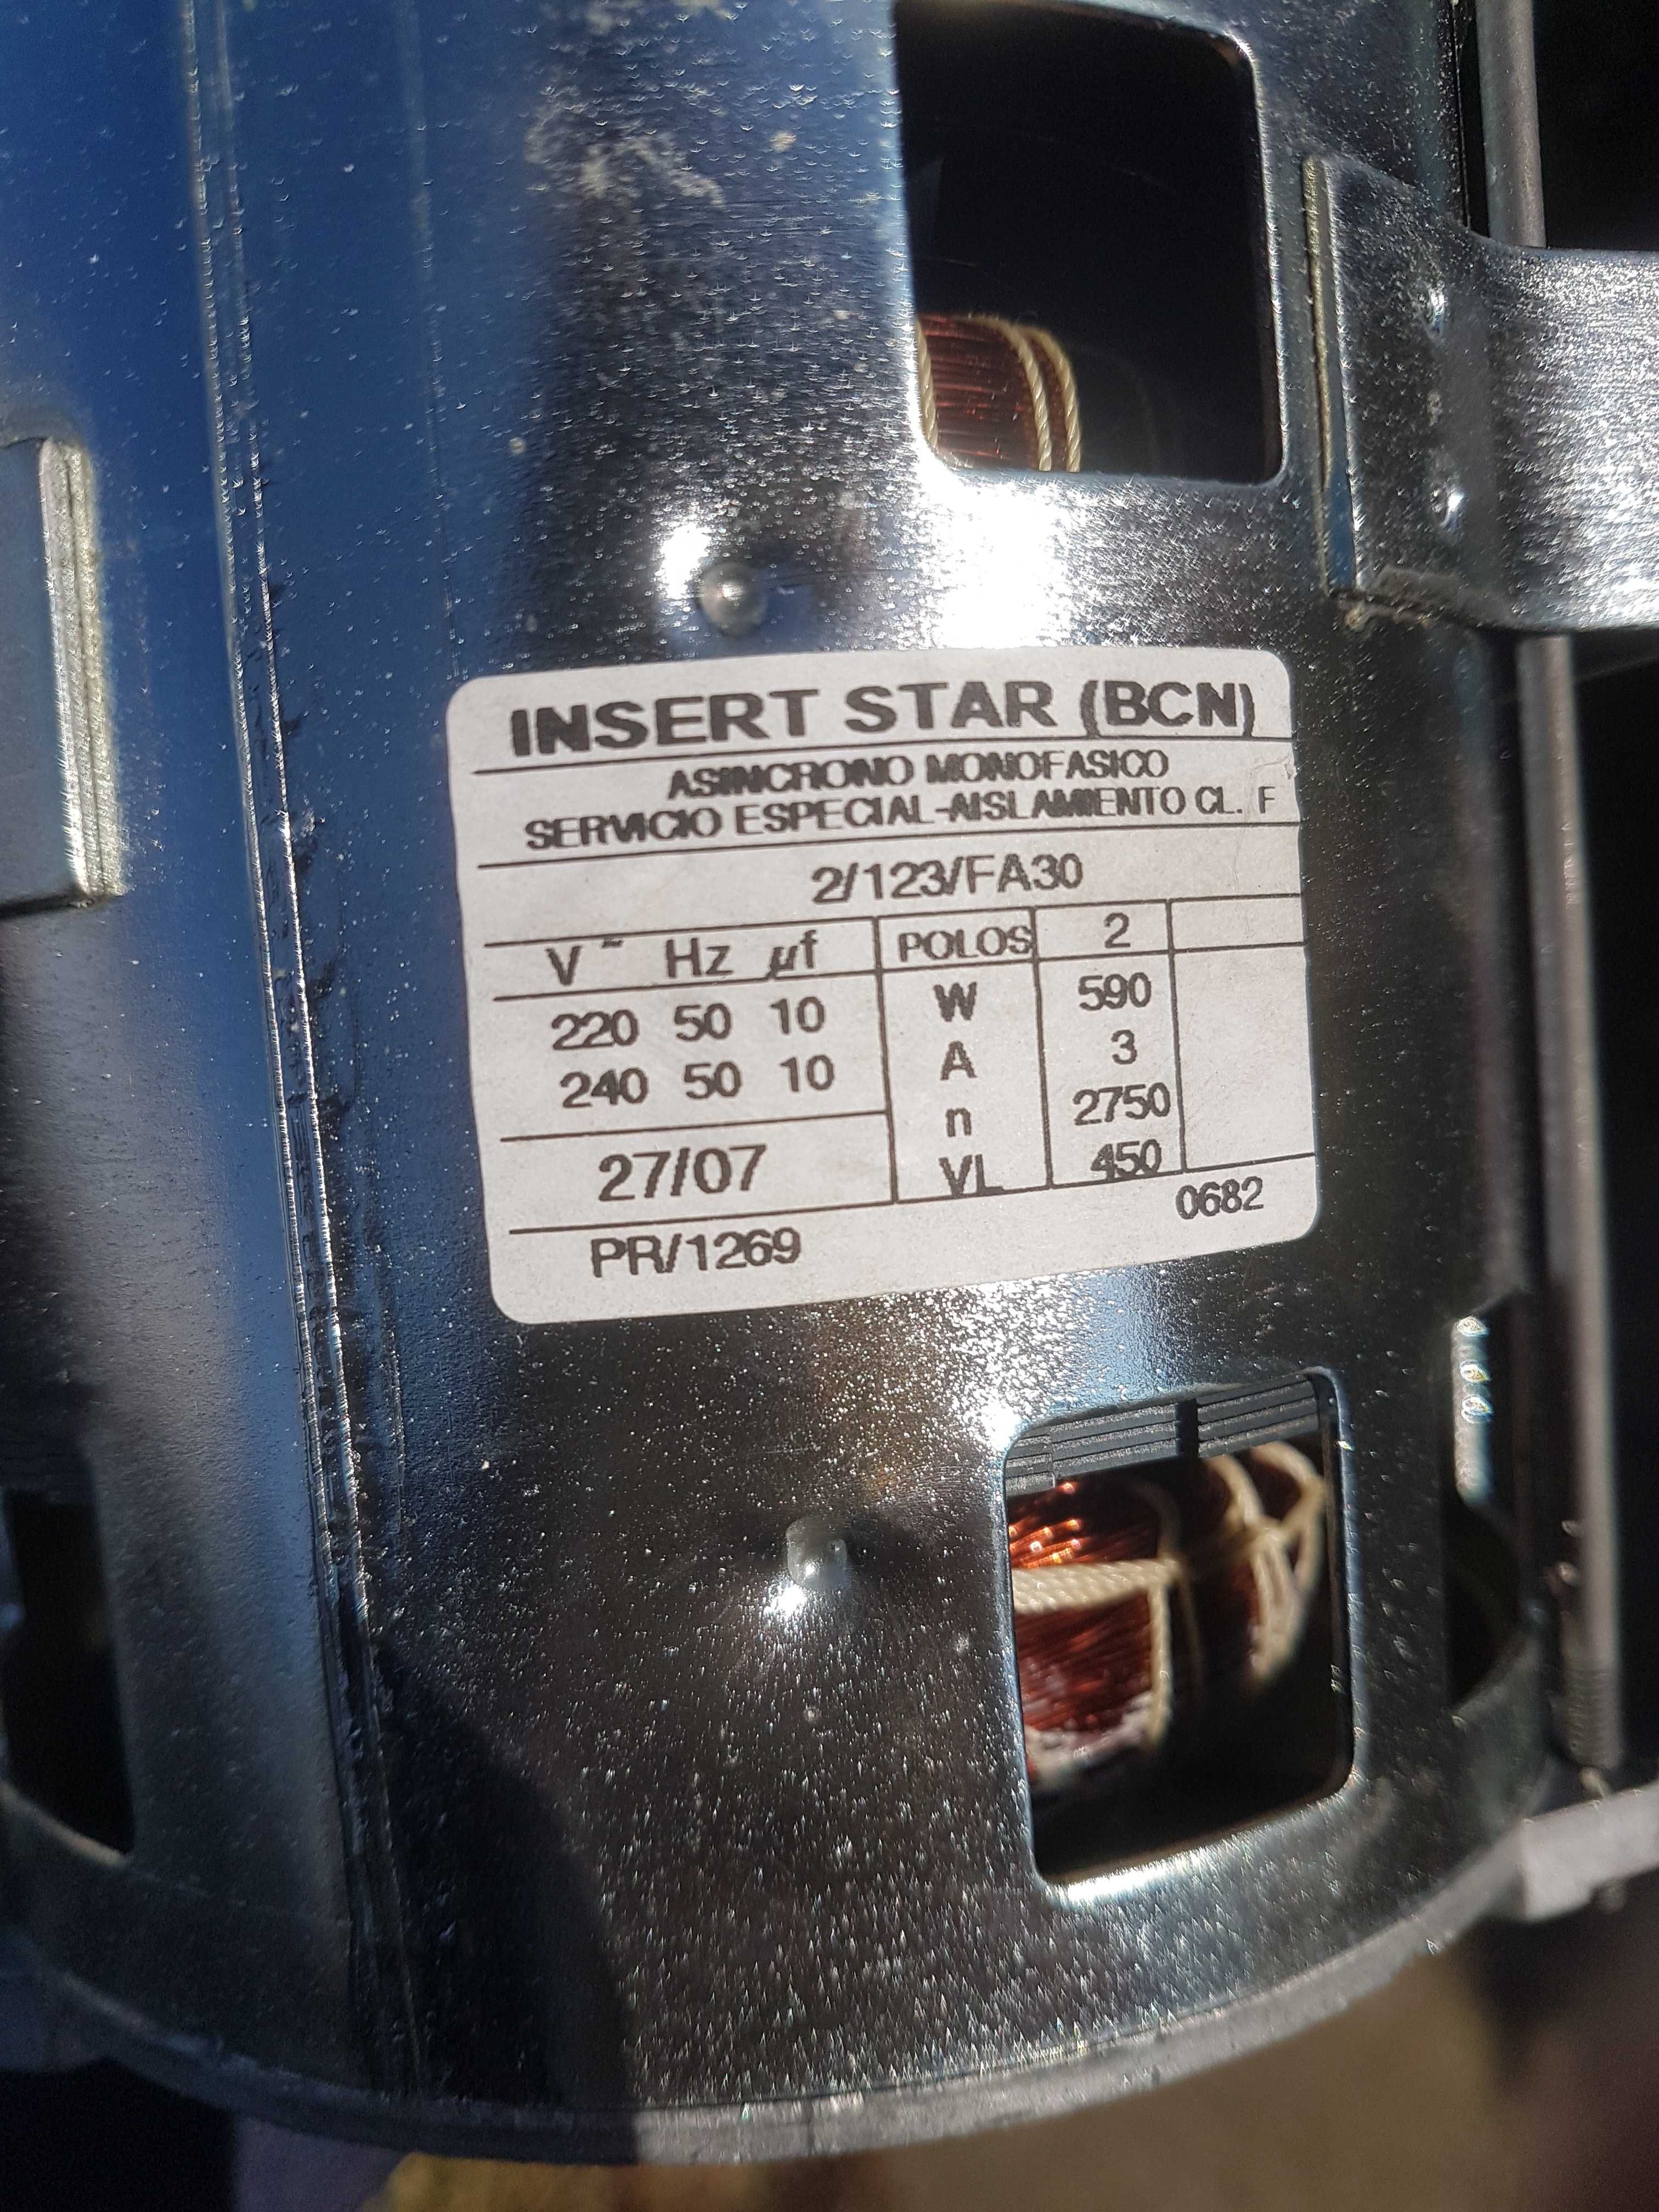 INSERT STAR (BCN)
ASINCRONO MONOFASICO
SERVICIO ESPECIAL-AISLAMIENTO CL. F
2/123/FA30
V ~ Hz µf POLOS 2
220 50 10 W 590
240 50 10 A 3
n 2750
27/07 VL 450
PR/1269 0682